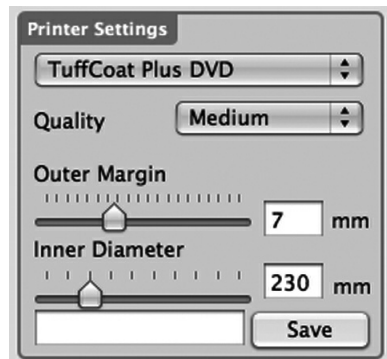 Printer Settings
TuffCoat Plus DVD
Quality Medium
Outer Margin
7 mm
Inner Diameter
230 mm
Save